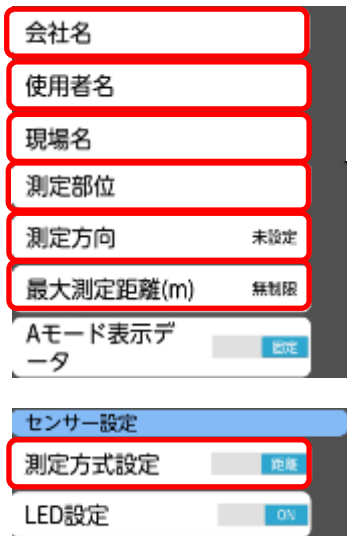 会社名
使用者名
現場名
測定部位
測定方向 未設定
最大測定距離(m) 無制限
Aモード表示デ
ータ 固定
センサー設定
測定方式設定 距離
LED設定 ON